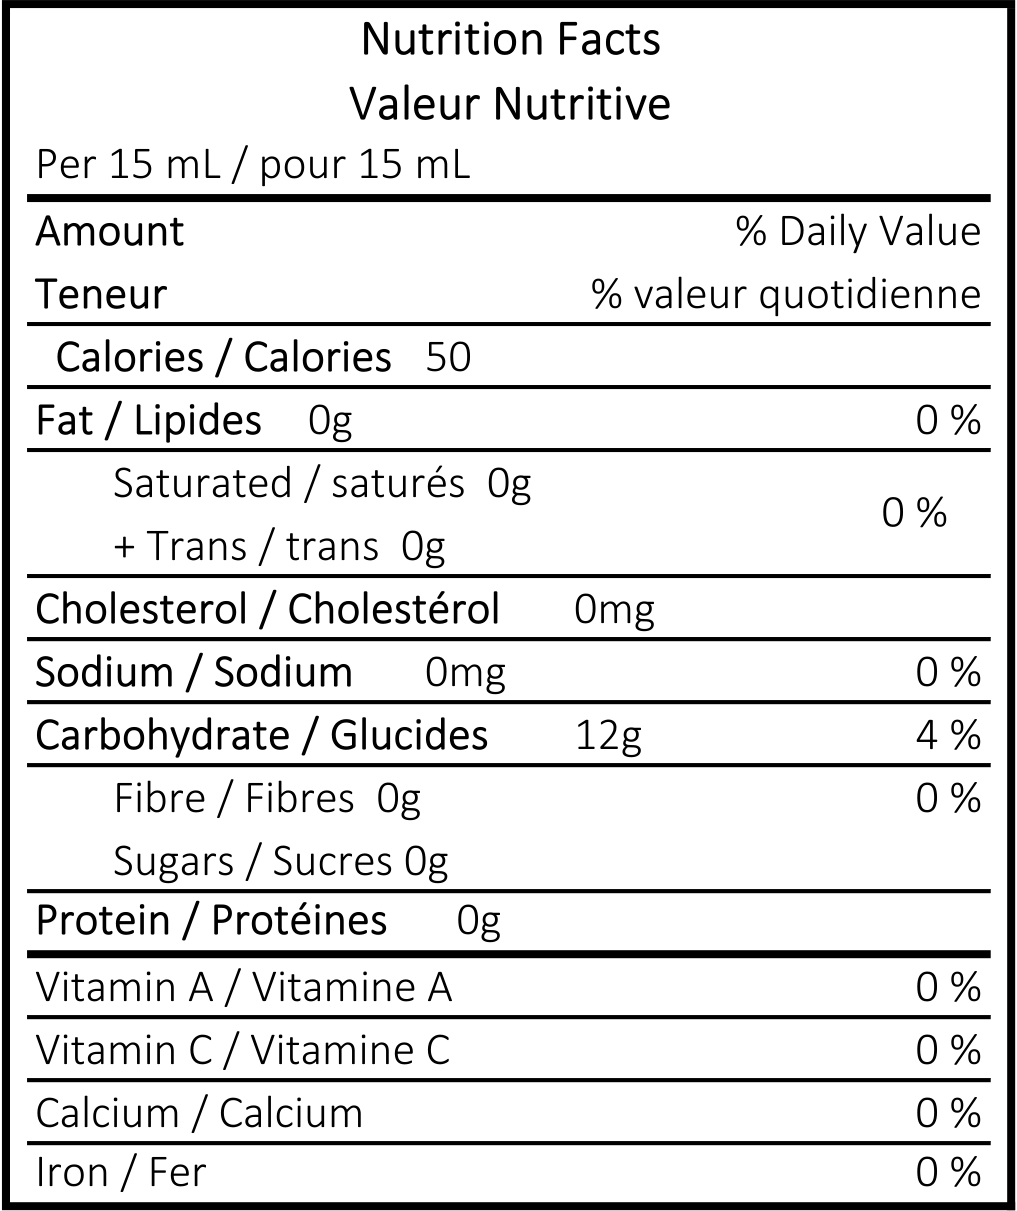 Nutrition Facts
Valeur Nutritive
Per 15 mL / pour 15 mL
Amount % Daily Value
Teneur % valeur quotidienne
Calories / Calories 50
Fat / Lipides 0g 0 %
Saturated / saturés 0g
0 %
+ Trans / trans 0g
Cholesterol / Cholestérol 0mg
Sodium / Sodium 0mg 0 %
Carbohydrate / Glucides 12g 4 %
Fibre / Fibres 0g 0 %
Sugars / Sucres 0g
Protein / Protéines 0g
Vitamin A / Vitamine A 0 %
Vitamin C / Vitamine C 0 %
Calcium / Calcium 0 %
Iron / Fer 0 %